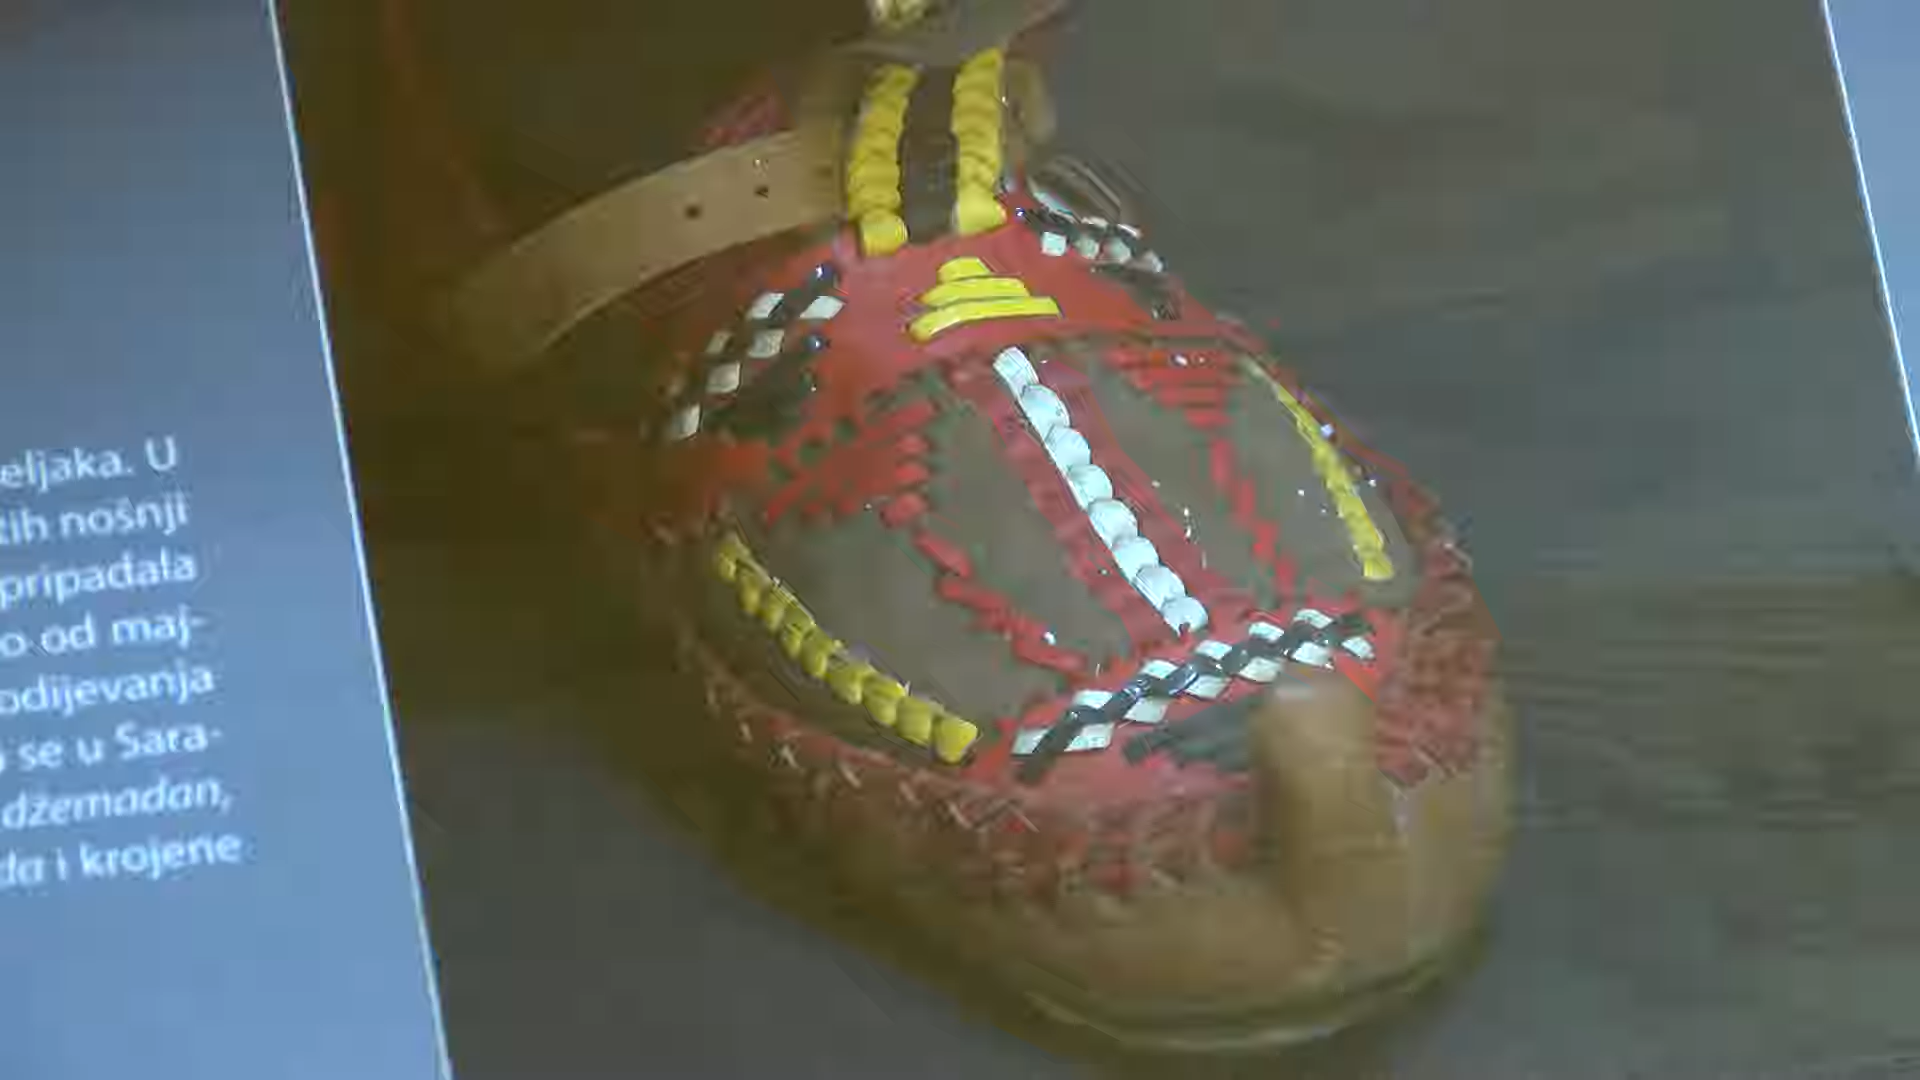 eljaka. U
tih nošnji
pripadala
o od maj-
odijevanja
se u Sara-
džemadan,
da i krojene